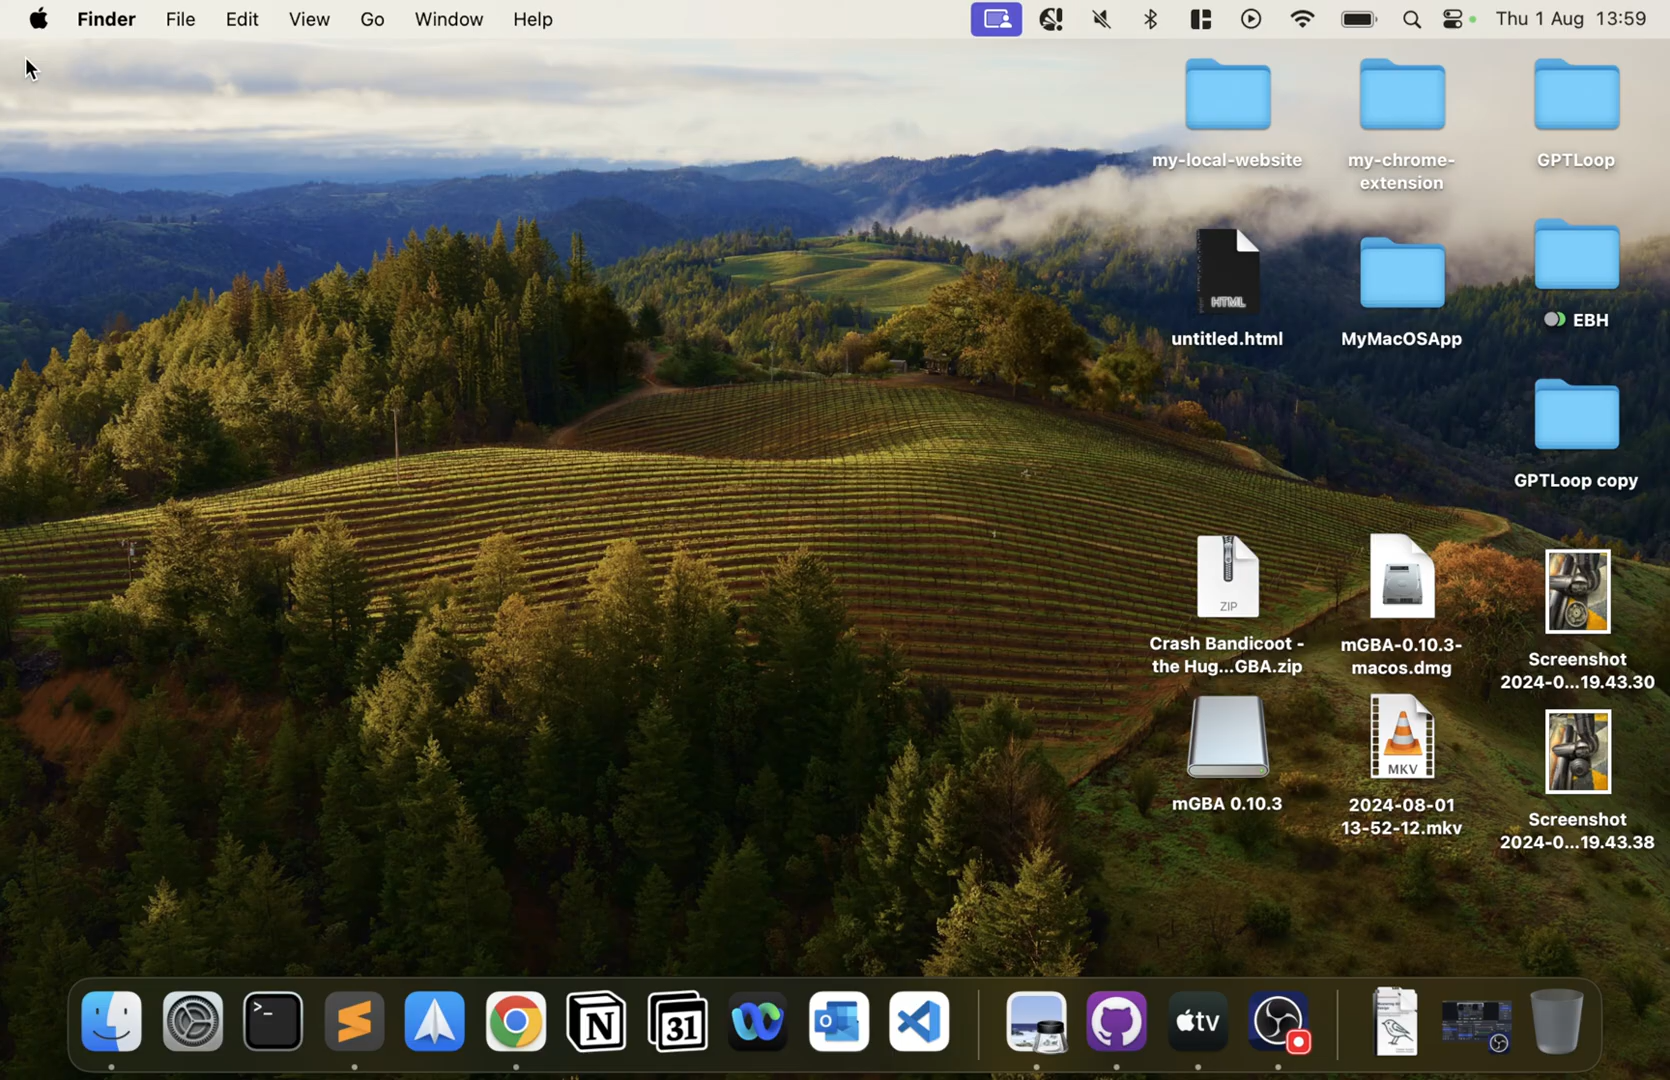 Finder File Edit View Go Window Help Thu 1 Aug 13:59
my-local-website
my-chrome-
extension
GPTLoop
HTML
untitled.html
MyMacOSApp
EBH
GPTLoop copy
ZIP
Crash Bandicoot -
the Hug...GBA.zip
mGBA-0.10.3-
macos.dmg
Screenshot
2024-0...19.43.30
mGBA 0.10.3
MKV
2024-08-01
13-52-12.mkv
Screenshot
2024-0...19.43.38
>_
N
31
O
tv